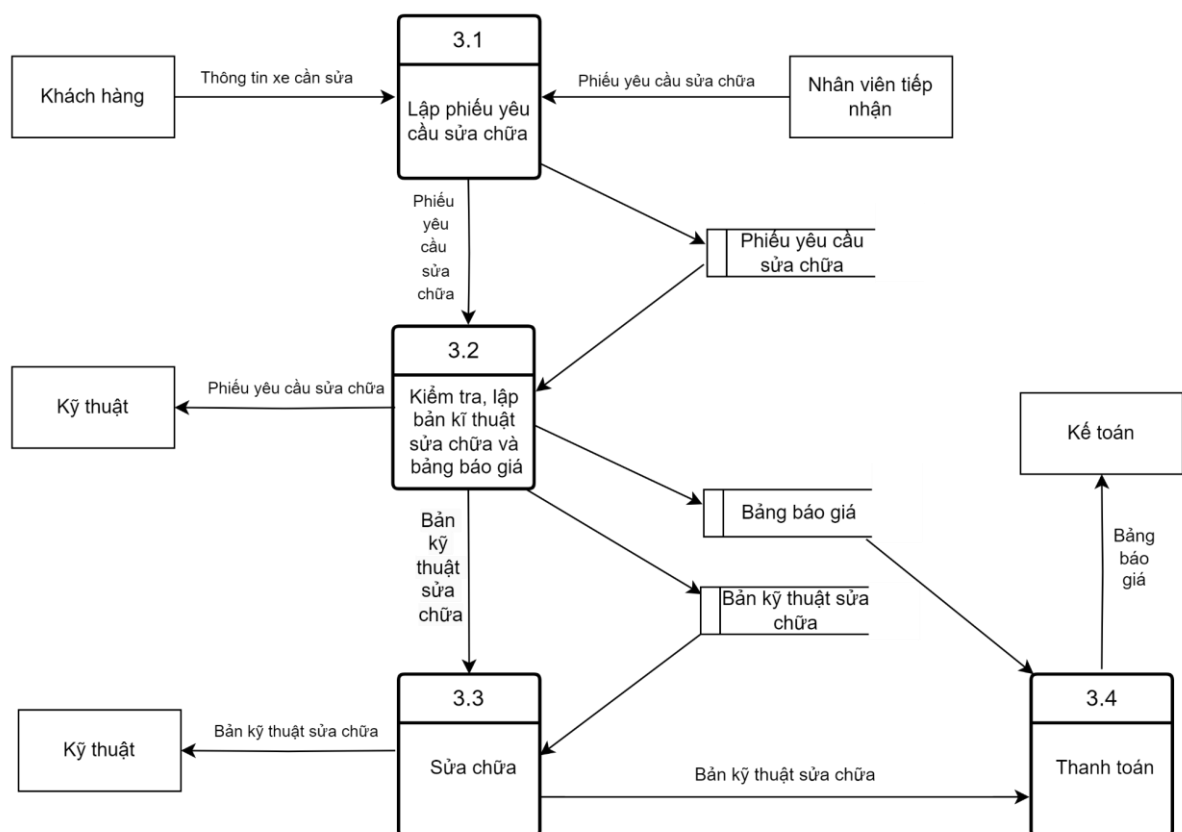 3.1
Thông tin xe cần sửa
Phiếu yêu cầu sửa chữa
Khách hàng
Nhân viên tiếp
nhận
Lập phiếu yêu
cầu sửa chữa
Phiếu
yêu
cầu
sửa
chữa
Phiếu yêu cầu
sửa chữa
3.2
Phiếu yêu cầu sửa chữa
Kỹ thuật
Kiểm tra, lập
bản kĩ thuật
sửa chữa và
bảng báo giá
Kế toán
Bảng báo giá
Bản
kỹ
thuật
sửa
chữa
Bảng
báo
giá
Bản kỹ thuật sửa
chữa
3.3
3.4
Bản kỹ thuật sửa chữa
Kỹ thuật
Sửa chữa
Bản kỹ thuật sửa chữa
Thanh toán